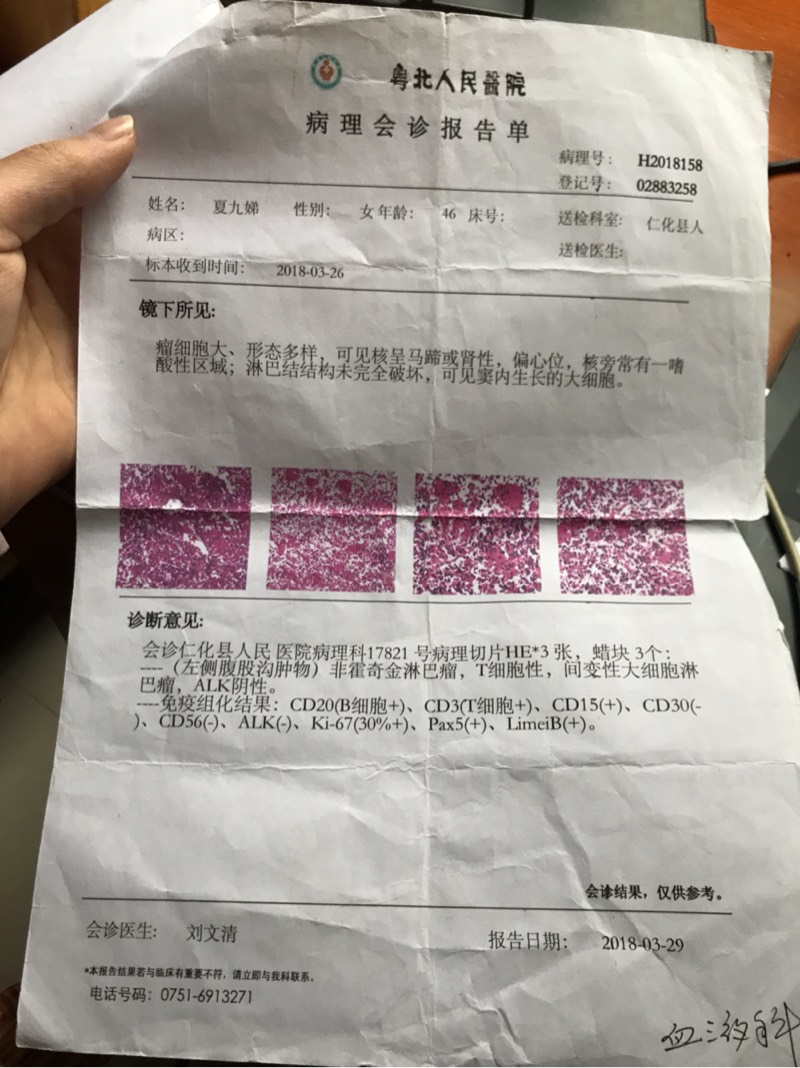 粤北人民醫院
病理会诊报告单
病理号: H2018158
登记号: 02883258
姓名: 夏九娣 性别: 女 年龄: 46 床号: 送检科室: 仁化县人
病区: 送检医生:
标本收到时间: 2018-03-26
镜下所见:
瘤细胞大、形态多样，可见核呈马蹄或肾性，偏心位，核旁常有一嗜
酸性区域；淋巴结结构未完全破坏，可见窦内生长的大细胞。
诊断意见:
会诊仁化县人民 医院病理科17821 号病理切片HE*3 张，蜡块 3个：
----（左侧腹股沟肿物）非霍奇金淋巴瘤，T细胞性，间变性大细胞淋
巴瘤，ALK阴性。
----免疫组化结果：CD20(B细胞+)、CD3(T细胞+)、CD15(+)、CD30(-
)、CD56(-)、ALK(-)、Ki-67(30%+)、Pax5(+)、LimeiB(+)。
会诊结果，仅供参考。
会诊医生: 刘文清 报告日期: 2018-03-29
*本报告结果若与临床有重要不符，请立即与我科联系。
电话号码：0751-6913271